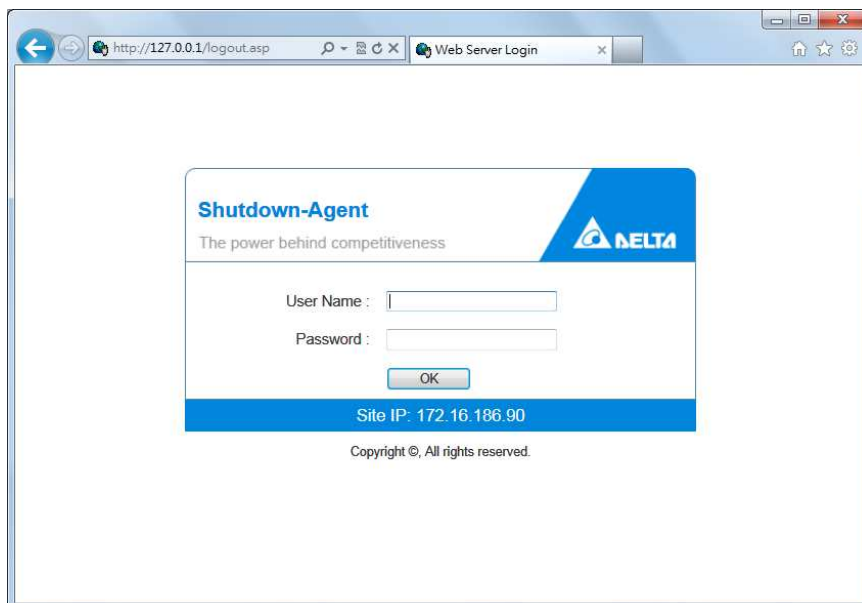 http://127.0.0.1/logout.asp
Web Server Login
Shutdown-Agent
The power behind competitiveness
DELTA
User Name :
Password :
OK
Site IP: 172.16.186.90
Copyright ©, All rights reserved.